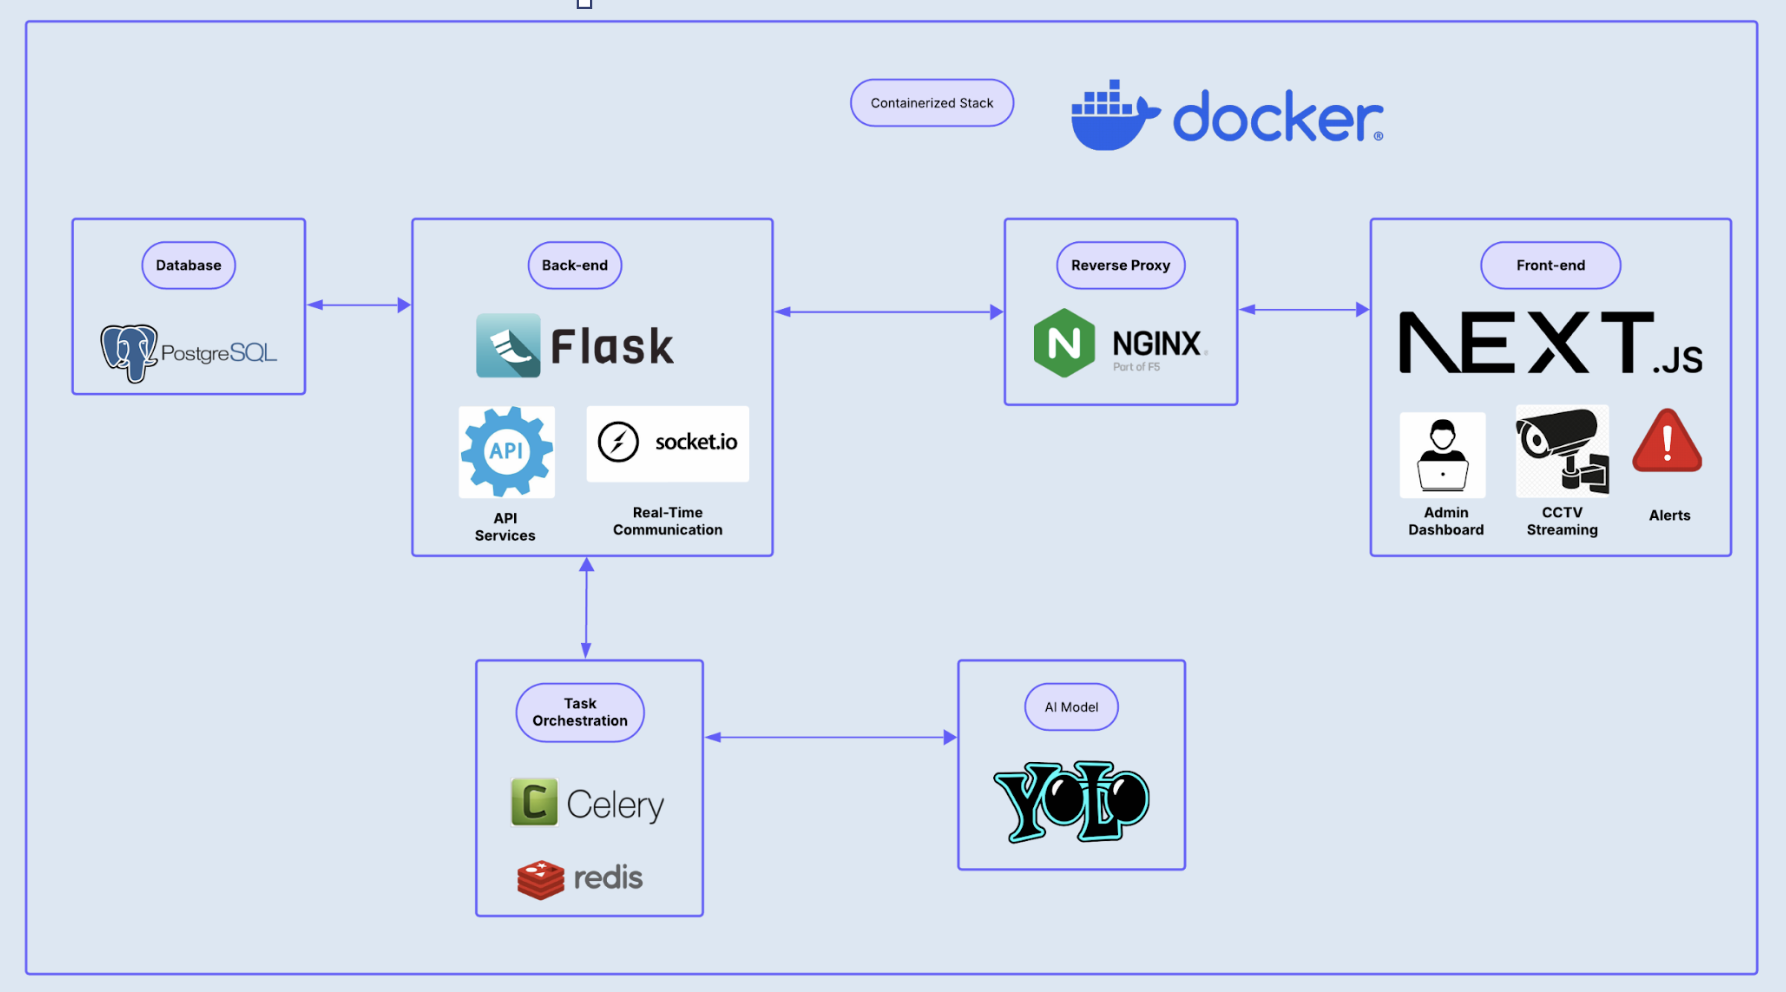 Containerized Stack
docker®
Database
PostgreSQL
Back-end
Flask
API
socket.io
API
Services
Real-Time
Communication
Reverse Proxy
N
NGINX
Part of F5
Front-end
NEXT.JS
Admin
Dashboard
CCTV
Streaming
!
Alerts
Task
Orchestration
C
Celery
redis
AI Model
YOLO